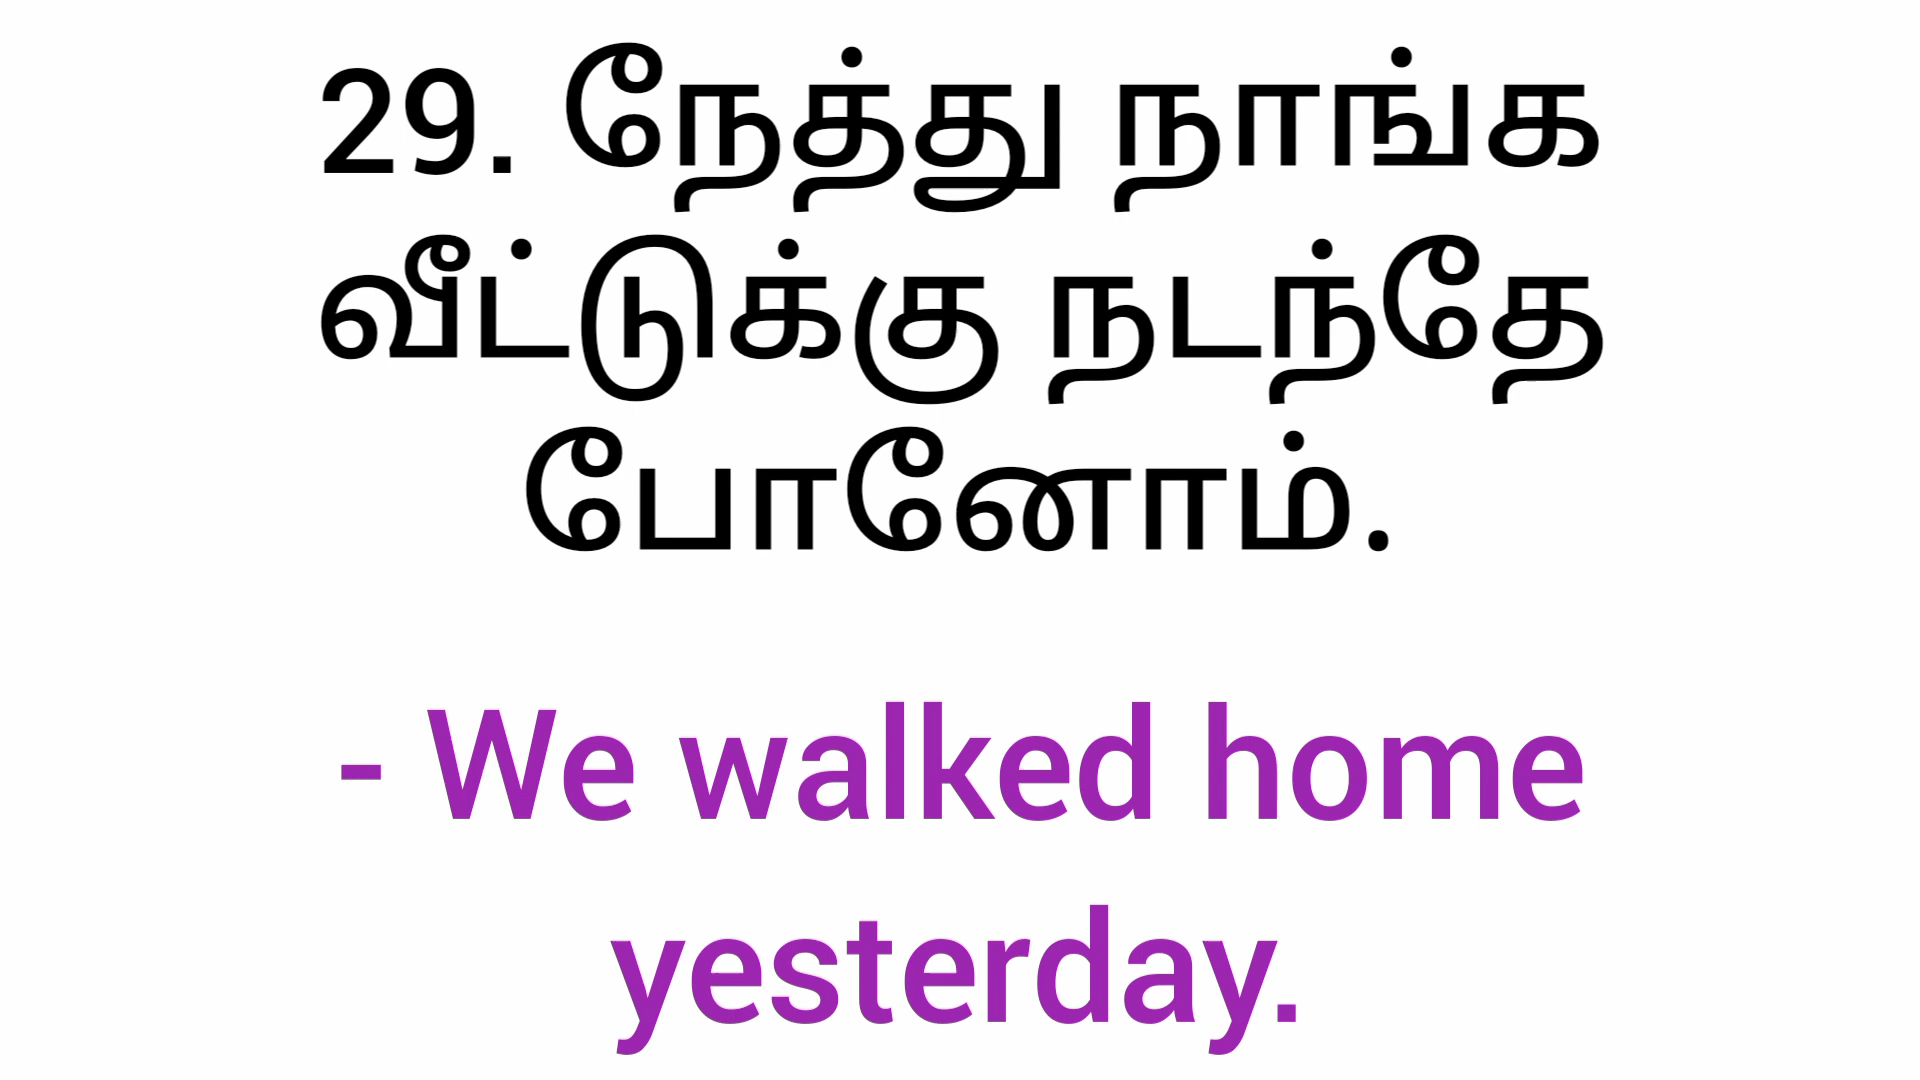 29. நேத்து நாங்க
வீட்டுக்கு நடந்தே
போனோம்.
- We walked home
yesterday.